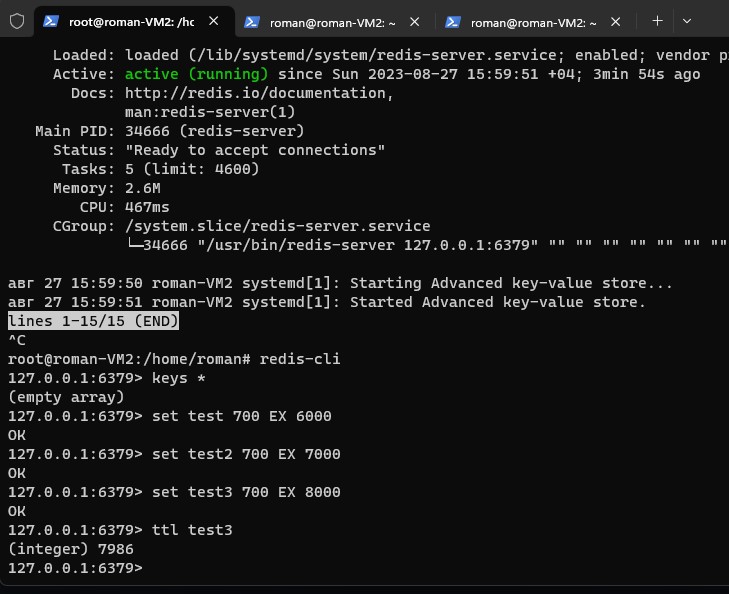 root@roman-VM2: /hc
roman@roman-VM2: ~
roman@roman-VM2: ~
Loaded: loaded (/lib/systemd/system/redis-server.service; enabled; vendor p
Active: active (running) since Sun 2023-08-27 15:59:51 +04; 3min 54s ago
Docs: http://redis.io/documentation,
man:redis-server(1)
Main PID: 34666 (redis-server)
Status: "Ready to accept connections"
Tasks: 5 (limit: 4600)
Memory: 2.6M
CPU: 467ms
CGroup: /system.slice/redis-server.service
└─34666 "/usr/bin/redis-server 127.0.0.1:6379" "" "" "" "" "" "" ""
авг 27 15:59:50 roman-VM2 systemd[1]: Starting Advanced key-value store...
авг 27 15:59:51 roman-VM2 systemd[1]: Started Advanced key-value store.
lines 1-15/15 (END)
^C
root@roman-VM2:/home/roman# redis-cli
127.0.0.1:6379> keys *
(empty array)
127.0.0.1:6379> set test 700 EX 6000
OK
127.0.0.1:6379> set test2 700 EX 7000
OK
127.0.0.1:6379> set test3 700 EX 8000
OK
127.0.0.1:6379> ttl test3
(integer) 7986
127.0.0.1:6379>